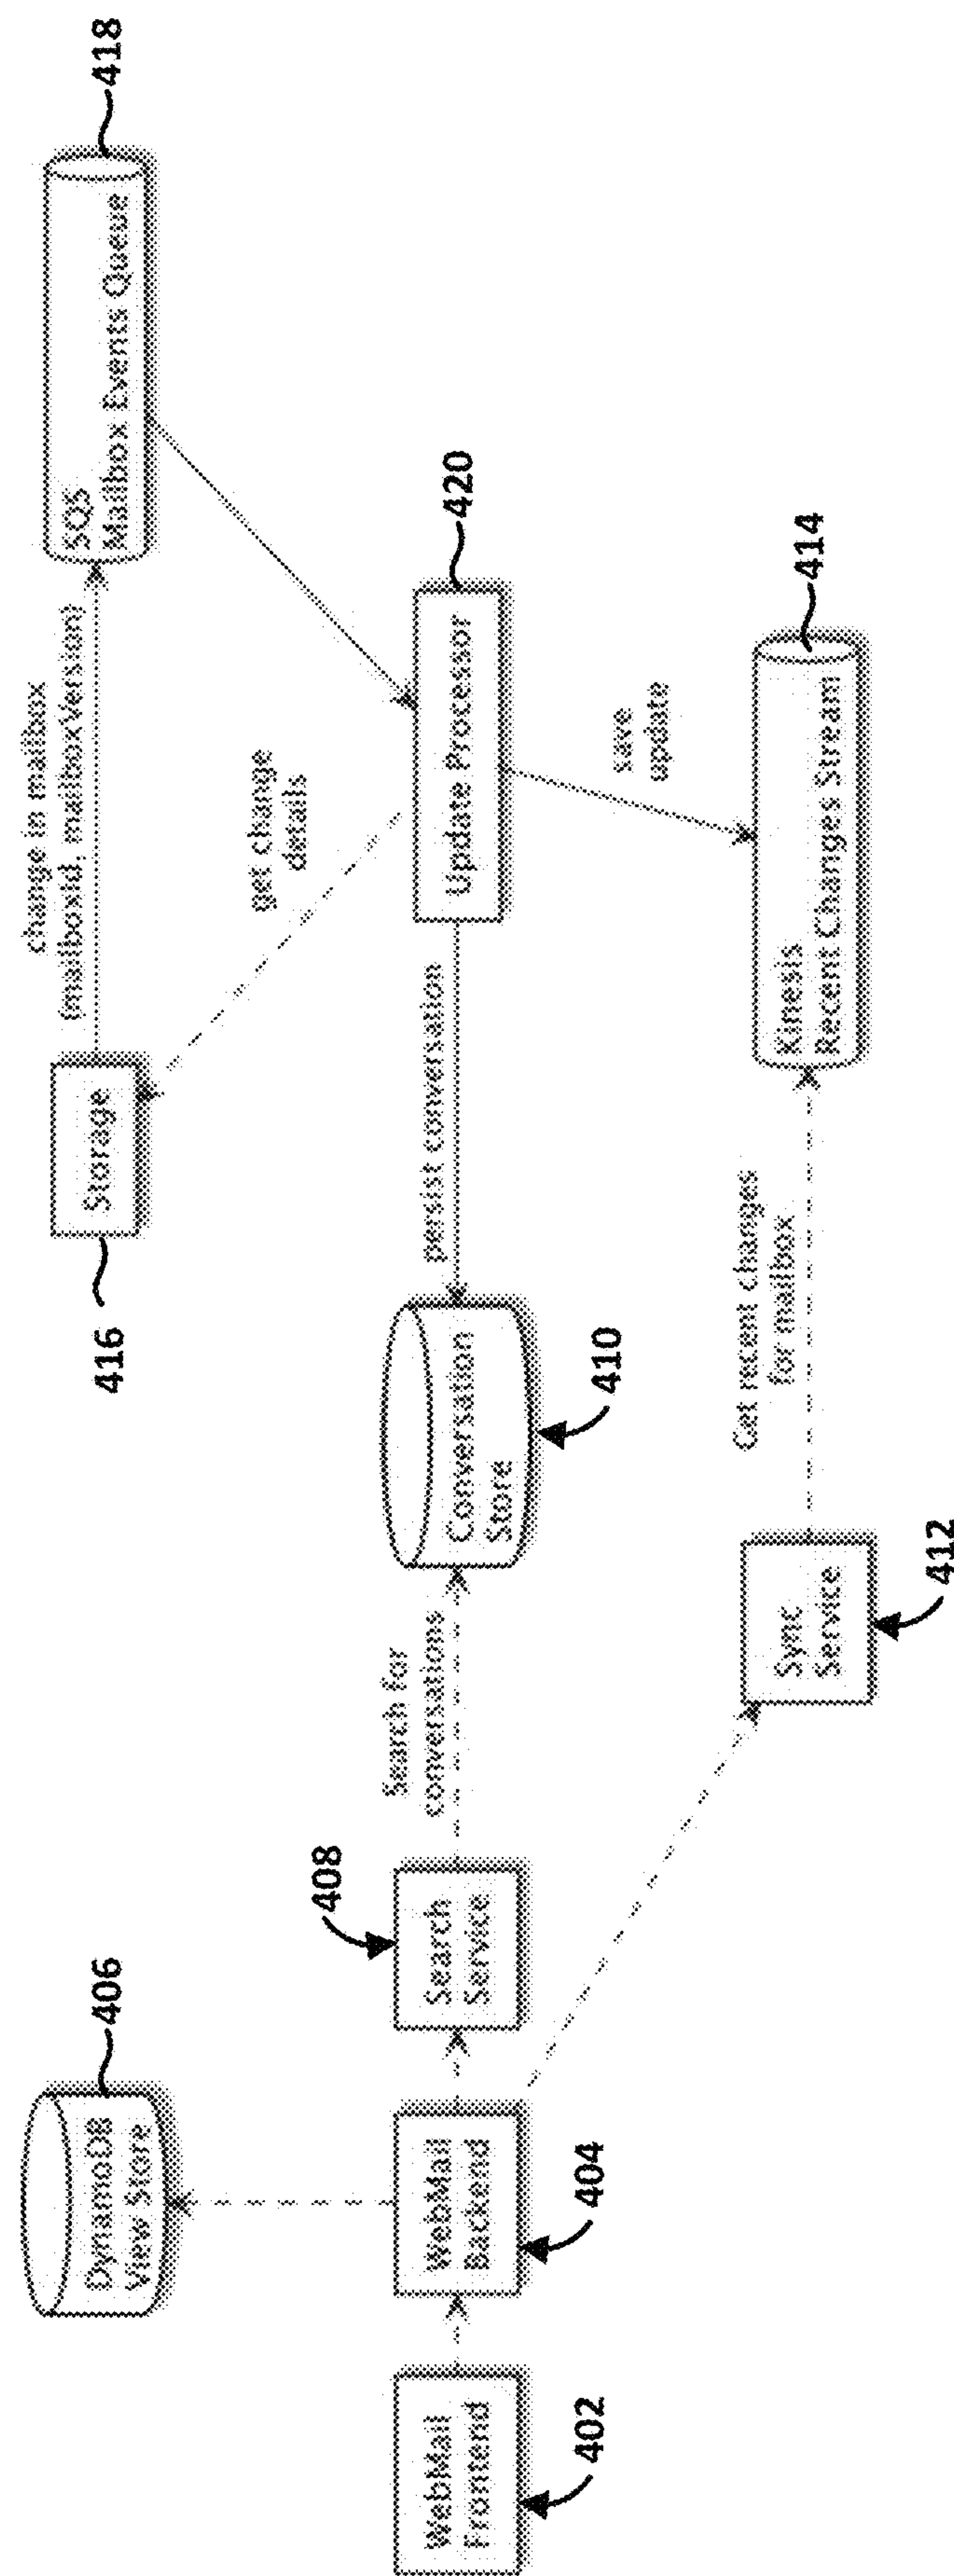 DynamoDB
View Store
406
Storage
416
change in mailbox
(mailboxId, mailboxVersion)
SQS
Mailbox Events Queue
418
get change
details
WebMail
Frontend
402
WebMail
Backend
404
Search
Service
408
Search for
conversations
Conversation
Store
410
persist conversation
Update Processor
420
save
update
Sync
Service
412
Get recent changes
for mailbox
Kinesis
Recent Changes Stream
414